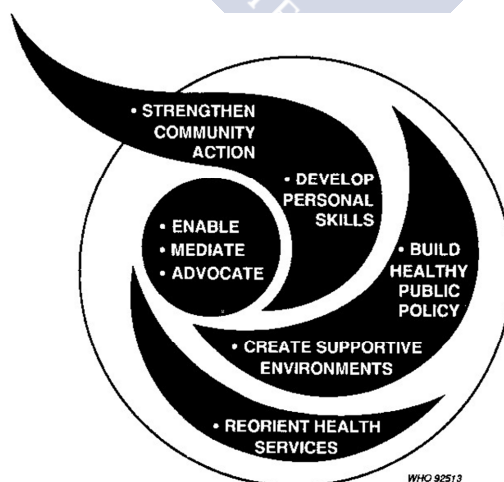 • STRENGTHEN
COMMUNITY
ACTION
• DEVELOP
PERSONAL
SKILLS
• ENABLE
• MEDIATE
• ADVOCATE
• BUILD
HEALTHY
PUBLIC
POLICY
• CREATE SUPPORTIVE
ENVIRONMENTS
• REORIENT HEALTH
SERVICES
WHO 92513